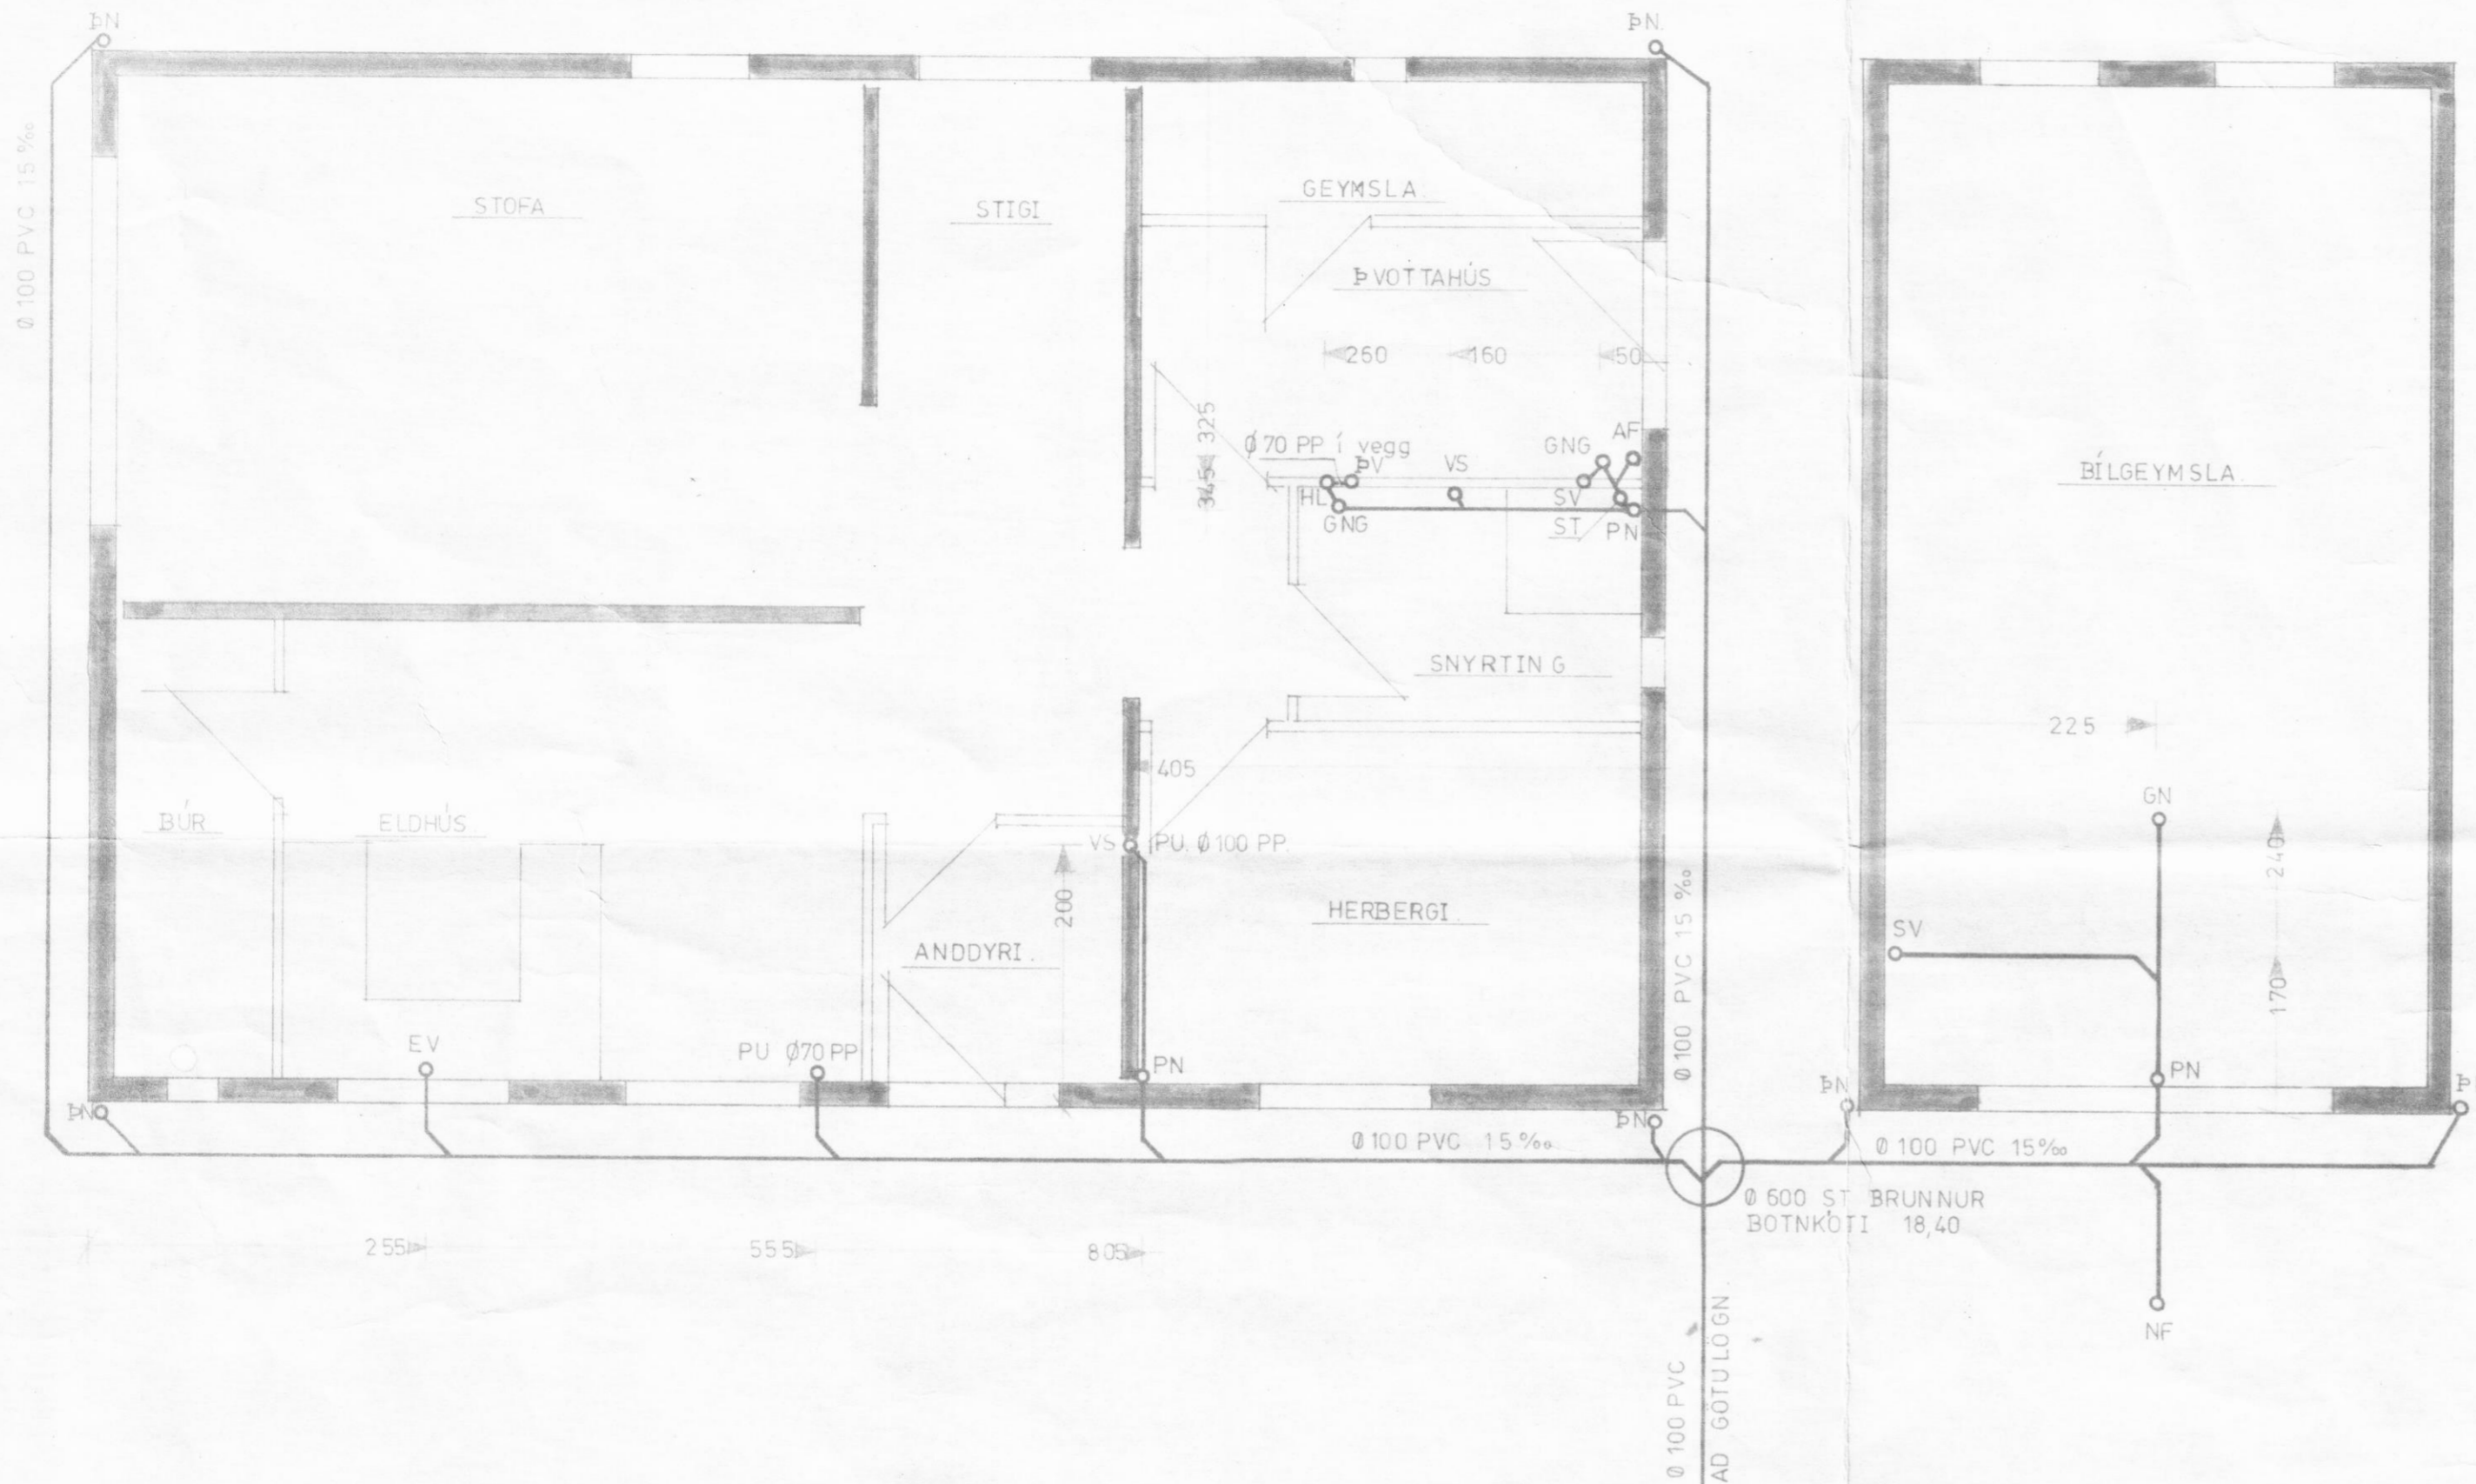 ÞN
ÞN.
Ø 100 PVC 15 ‰
STOFA
STIGI
GEYMSLA.
ÞVOTTAHÚS
260
160
50
325
345
Ø 70 PP í vegg
ÞV
VS
GNG
AF
HL
GNG
SV
ST
PN
BÍLGEYMSLA.
SNYRTING
225
405
GN
BÚR
ELDHÚS
VS
PU. Ø 100 PP.
240
200
HERBERGI.
Ø 100 PVC 15 ‰
SV
ANDDYRI.
170
EV
PU Ø70 PP
PN
PN
ÞN
ÞN
ÞN
Ø 100 PVC 15 ‰
Ø 100 PVC 15‰
Ø 600 ST BRUNNUR
BOTNKÓTI 18,40
255
555
805
NF
Ø 100 PVC
AD GÖTULÖGN